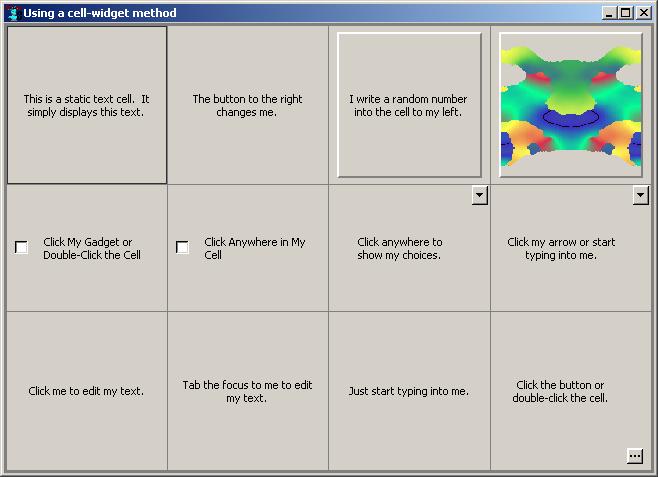 Using a cell-widget method
This is a static text cell. It
simply displays this text.
The button to the right
changes me.
I write a random number
into the cell to my left.
Click My Gadget or
Double-Click the Cell
Click Anywhere in My
Cell
Click anywhere to
show my choices.
Click my arrow or start
typing into me.
Click me to edit my text.
Tab the focus to me to edit
my text.
Just start typing into me.
Click the button or
double-click the cell.
...